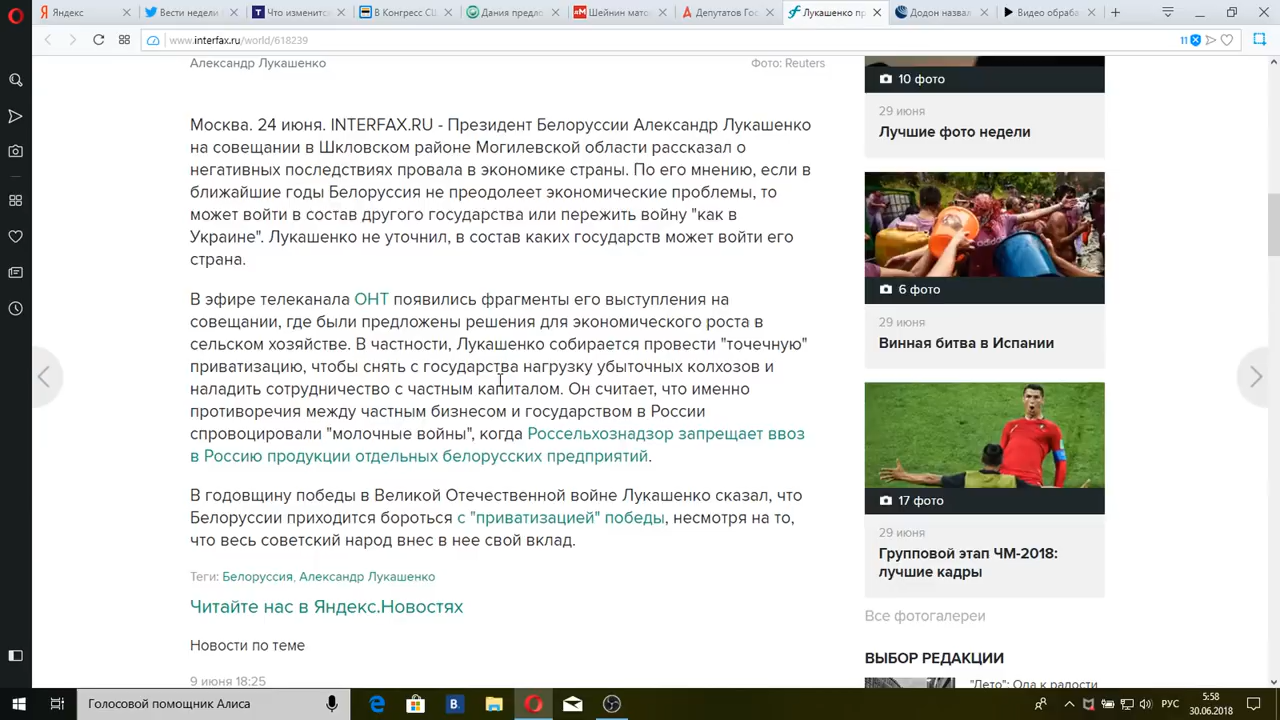 Яндекс
Вести недели
Что изменится
В Конгресс СШ
Дания предло
Шейнин мато
Депутатов Гос
Лукашенко пр
Додон назвал
Видео обраба
www.interfax.ru/world/618239
11
Александр Лукашенко
Фото: Reuters
Москва. 24 июня. INTERFAX.RU - Президент Белоруссии Александр Лукашенко
на совещании в Шкловском районе Могилевской области рассказал о
негативных последствиях провала в экономике страны. По его мнению, если в
ближайшие годы Белоруссия не преодолеет экономические проблемы, то
может войти в состав другого государства или пережить войну "как в
Украине". Лукашенко не уточнил, в состав каких государств может войти его
страна.
В эфире телеканала ОНТ появились фрагменты его выступления на
совещании, где были предложены решения для экономического роста в
сельском хозяйстве. В частности, Лукашенко собирается провести "точечную"
приватизацию, чтобы снять с государства нагрузку убыточных колхозов и
наладить сотрудничество с частным капиталом. Он считает, что именно
противоречия между частным бизнесом и государством в России
спровоцировали "молочные войны", когда Россельхознадзор запрещает ввоз
в Россию продукции отдельных белорусских предприятий.
В годовщину победы в Великой Отечественной войне Лукашенко сказал, что
Белоруссии приходится бороться с "приватизацией" победы, несмотря на то,
что весь советский народ внес в нее свой вклад.
Теги: Белоруссия, Александр Лукашенко
Читайте нас в Яндекс.Новостях
Новости по теме
9 июня 18:25
10 фото
29 июня
Лучшие фото недели
6 фото
29 июня
Винная битва в Испании
17 фото
29 июня
Групповой этап ЧМ-2018:
лучшие кадры
Все фотогалереи
ВЫБОР РЕДАКЦИИ
"Лето": Ода к радости
Голосовой помощник Алиса
РУС
5:58
30.06.2018